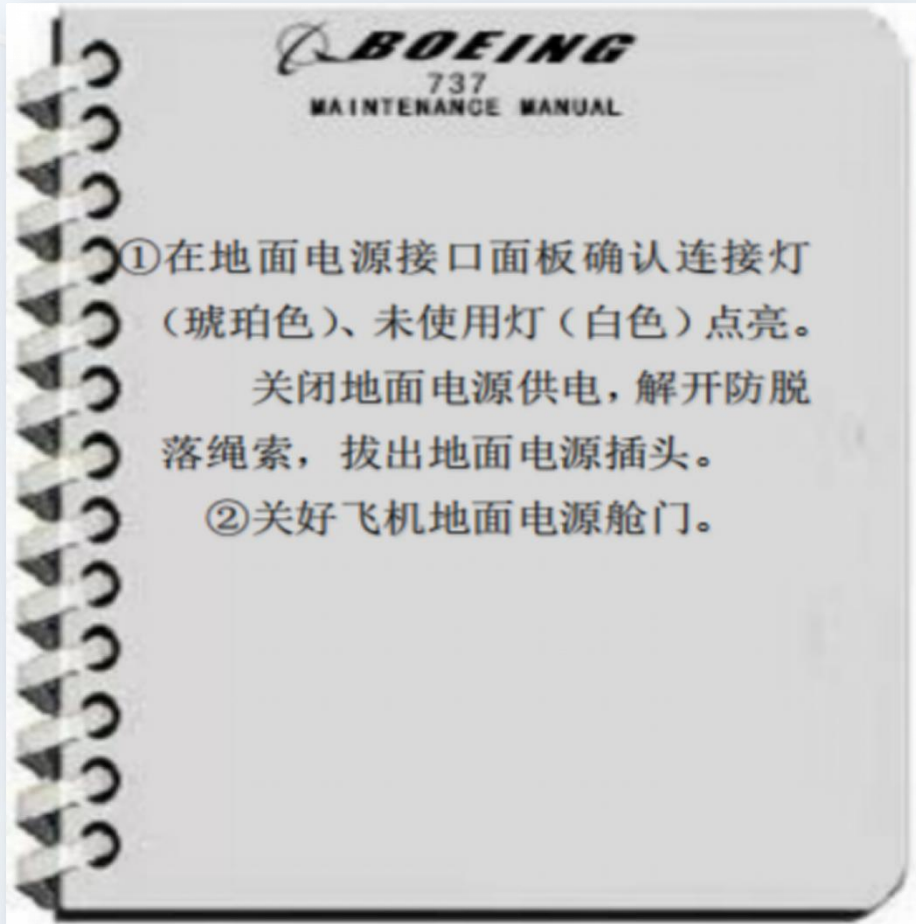 BOEING
737
MAINTENANCE MANUAL
①在地面电源接口面板确认连接灯
（琥珀色）、未使用灯（白色）点亮。
关闭地面电源供电，解开防脱
落绳索，拔出地面电源插头。
②关好飞机地面电源舱门。